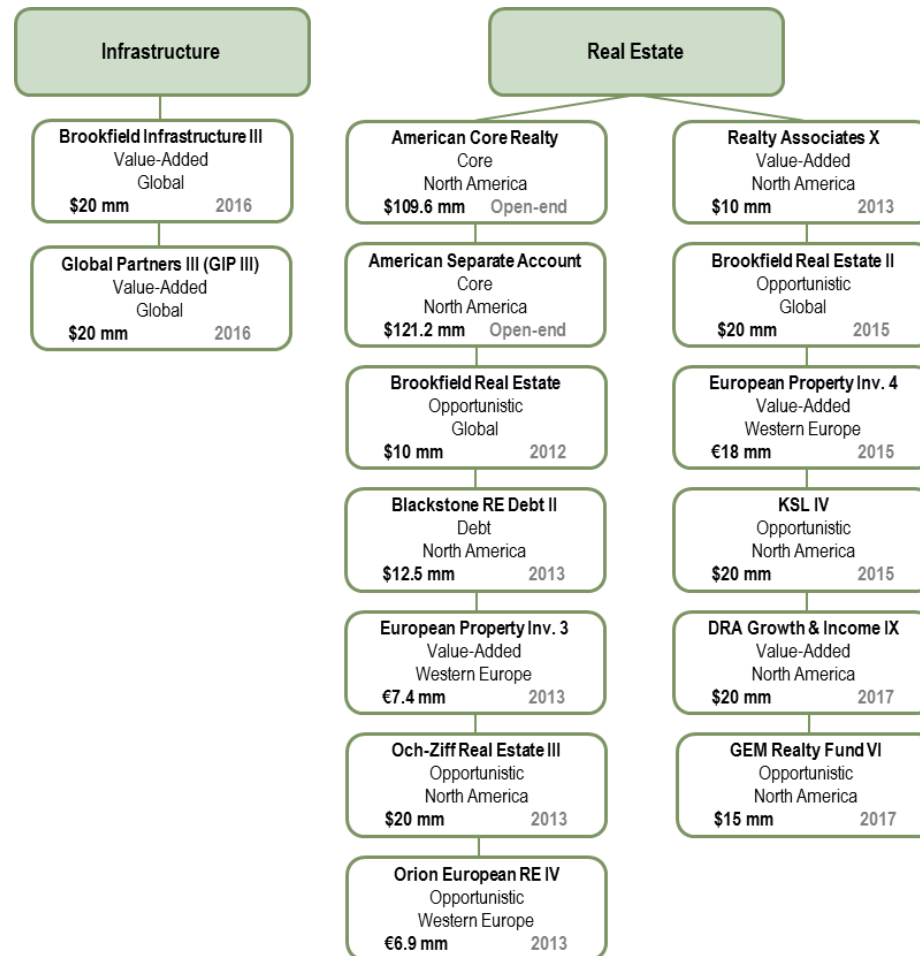 Infrastructure
Real Estate
Brookfield Infrastructure III
Value-Added
Global
$20 mm 2016
Global Partners III (GIP III)
Value-Added
Global
$20 mm 2016
American Core Realty
Core
North America
$109.6 mm Open-end
American Separate Account
Core
North America
$121.2 mm Open-end
Brookfield Real Estate
Opportunistic
Global
$10 mm 2012
Blackstone RE Debt II
Debt
North America
$12.5 mm 2013
European Property Inv. 3
Value-Added
Western Europe
€7.4 mm 2013
Och-Ziff Real Estate III
Opportunistic
North America
$20 mm 2013
Orion European RE IV
Opportunistic
Western Europe
€6.9 mm 2013
Realty Associates X
Value-Added
North America
$10 mm 2013
Brookfield Real Estate II
Opportunistic
Global
$20 mm 2015
European Property Inv. 4
Value-Added
Western Europe
€18 mm 2015
KSL IV
Opportunistic
North America
$20 mm 2015
DRA Growth & Income IX
Value-Added
North America
$20 mm 2017
GEM Realty Fund VI
Opportunistic
North America
$15 mm 2017